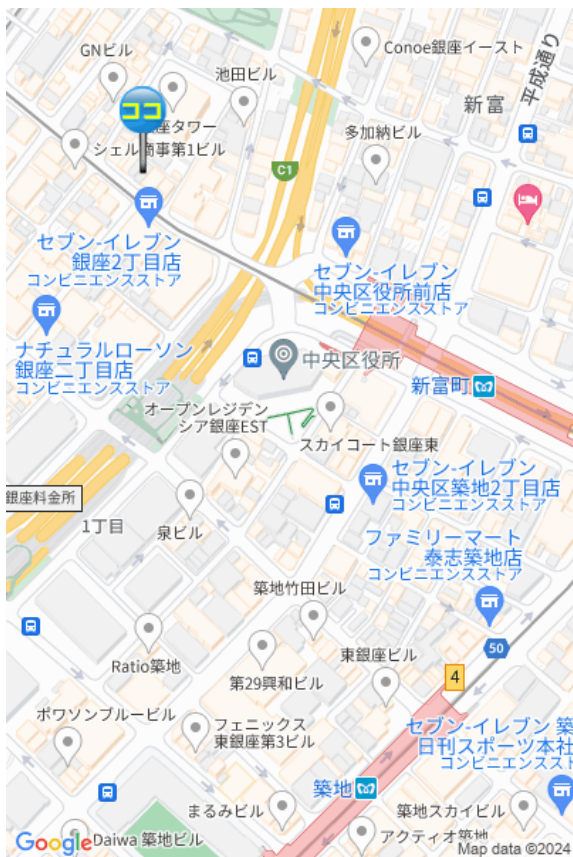 Conoe銀座イースト
GNビル
池田ビル
平成通り
新富
ココ
座タワー
多加納ビル
シェル商事第1ビル
C1
セブン-イレブン
銀座2丁目店
コンビニエンスストア
セブン-イレブン
中央区役所前店
コンビニエンスストア
ナチュラルローソン
銀座二丁目店
コンビニエンスストア
中央区役所
新富町
オープンレジデン
シア銀座EST
スカイコート銀座東
セブン-イレブン
中央区築地2丁目店
コンビニエンスストア
銀座料金所
1丁目
泉ビル
ファミリーマート
泰志築地店
コンビニエンスストア
築地竹田ビル
50
東銀座ビル
Ratio築地
第29興和ビル
4
ポワソンブルービル
フェニックス
東銀座第3ビル
セブン-イレブン 築
日刊スポーツ本社
コンビニエンススト
築地
まるみビル
築地スカイビル
Google
Daiwa 築地ビル
アクティオ築地
Map data ©2024